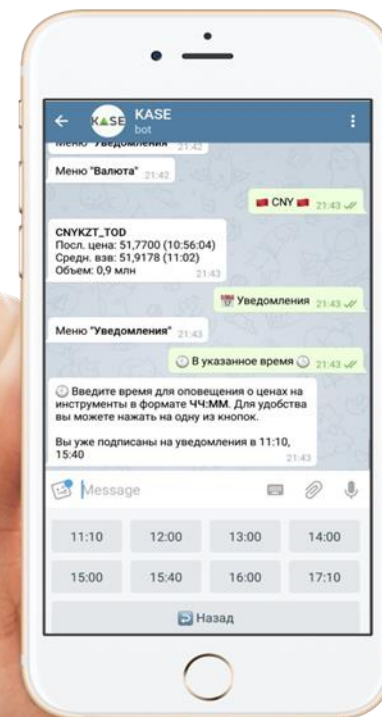 KASE
KASE
bot
Меню "Уведомления" 21:42
Меню "Валюта" 21:42
CNY 21:43
CNYKZT_TOD
Посл. цена: 51,7700 (10:56:04)
Средн. взв: 51,9178 (11:02)
Объем: 0,9 млн 21:43
Уведомления 21:43
Меню "Уведомления" 21:43
В указанное время 21:43
Введите время для оповещения о ценах на
инструменты в формате ЧЧ:ММ. Для удобства
вы можете нажать на одну из кнопок.
Вы уже подписаны на уведомления в 11:10,
15:40
21:43
Message
11:10 12:00 13:00 14:00
15:00 15:40 16:00 17:10
Назад